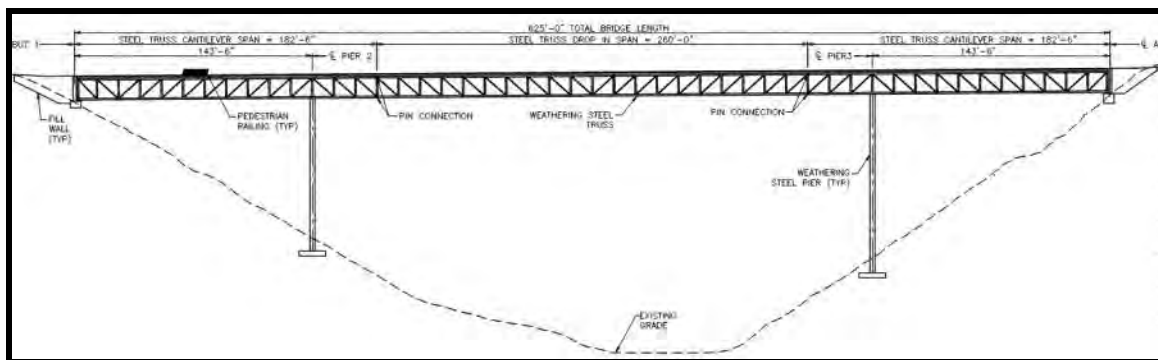 625'-0" TOTAL BRIDGE LENGTH
BUT 1
STEEL TRUSS CANTILEVER SPAN = 182'-6"
STEEL TRUSS DROP IN SPAN = 260'-0"
STEEL TRUSS CANTILEVER SPAN = 182'-6"
℄ A
143'-6"
℄ PIER 2
℄ PIER3
143'-6"
FILL
WALL
(TYP)
PEDESTRIAN
RAILING (TYP)
PIN CONNECTION
WEATHERING STEEL
TRUSS
PIN CONNECTION
WEATHERING
STEEL PIER (TYP)
EXISTING
GRADE